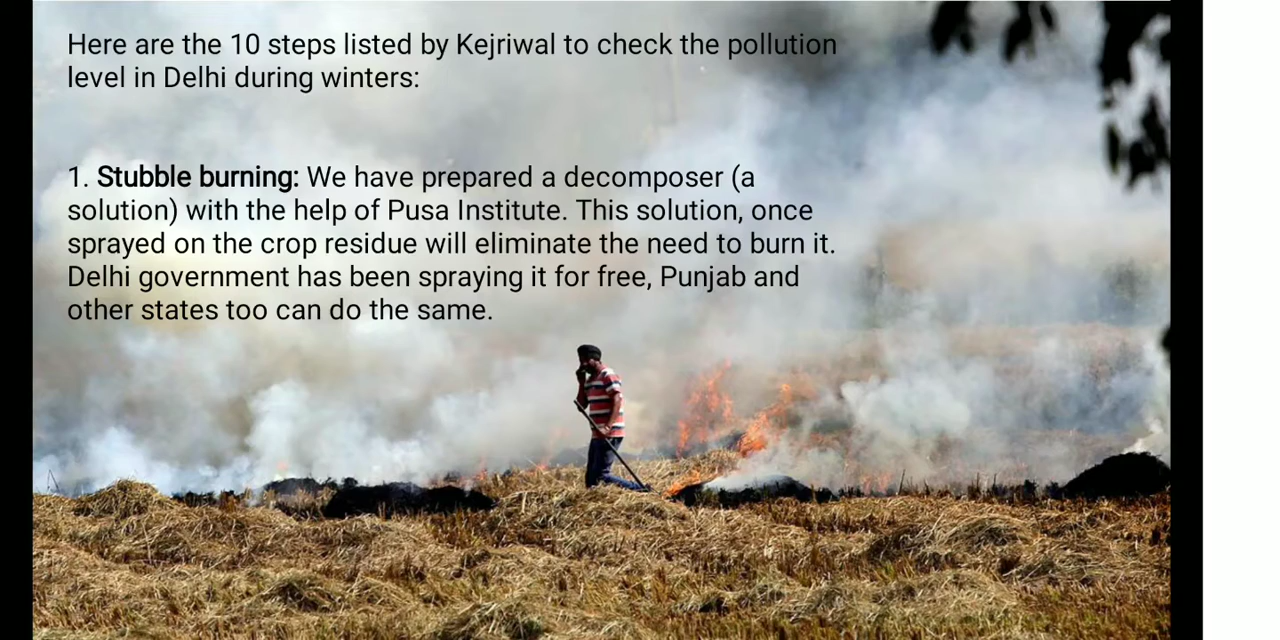 Here are the 10 steps listed by Kejriwal to check the pollution
level in Delhi during winters:
1. Stubble burning: We have prepared a decomposer (a
solution) with the help of Pusa Institute. This solution, once
sprayed on the crop residue will eliminate the need to burn it.
Delhi government has been spraying it for free, Punjab and
other states too can do the same.